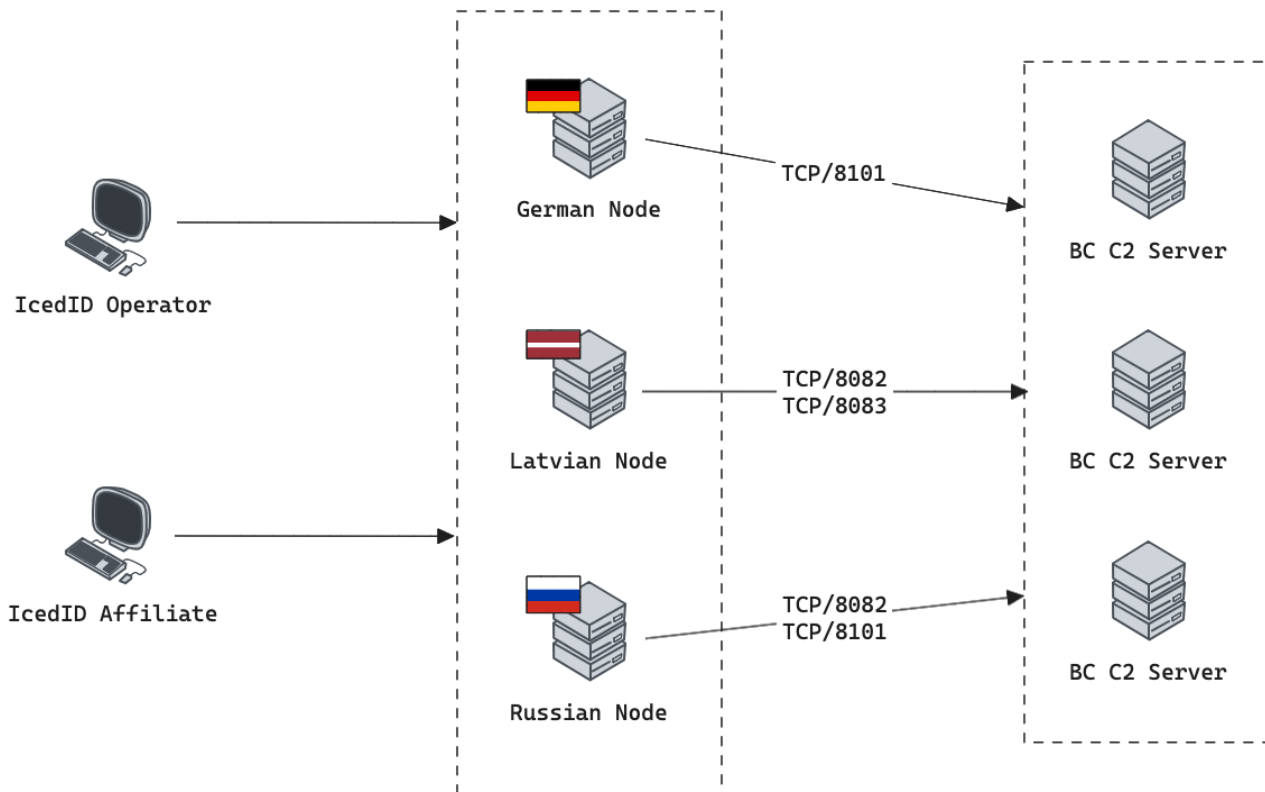 German Node
TCP/8101
BC C2 Server
IcedID Operator
Latvian Node
TCP/8082
TCP/8083
BC C2 Server
IcedID Affiliate
Russian Node
TCP/8082
TCP/8101
BC C2 Server